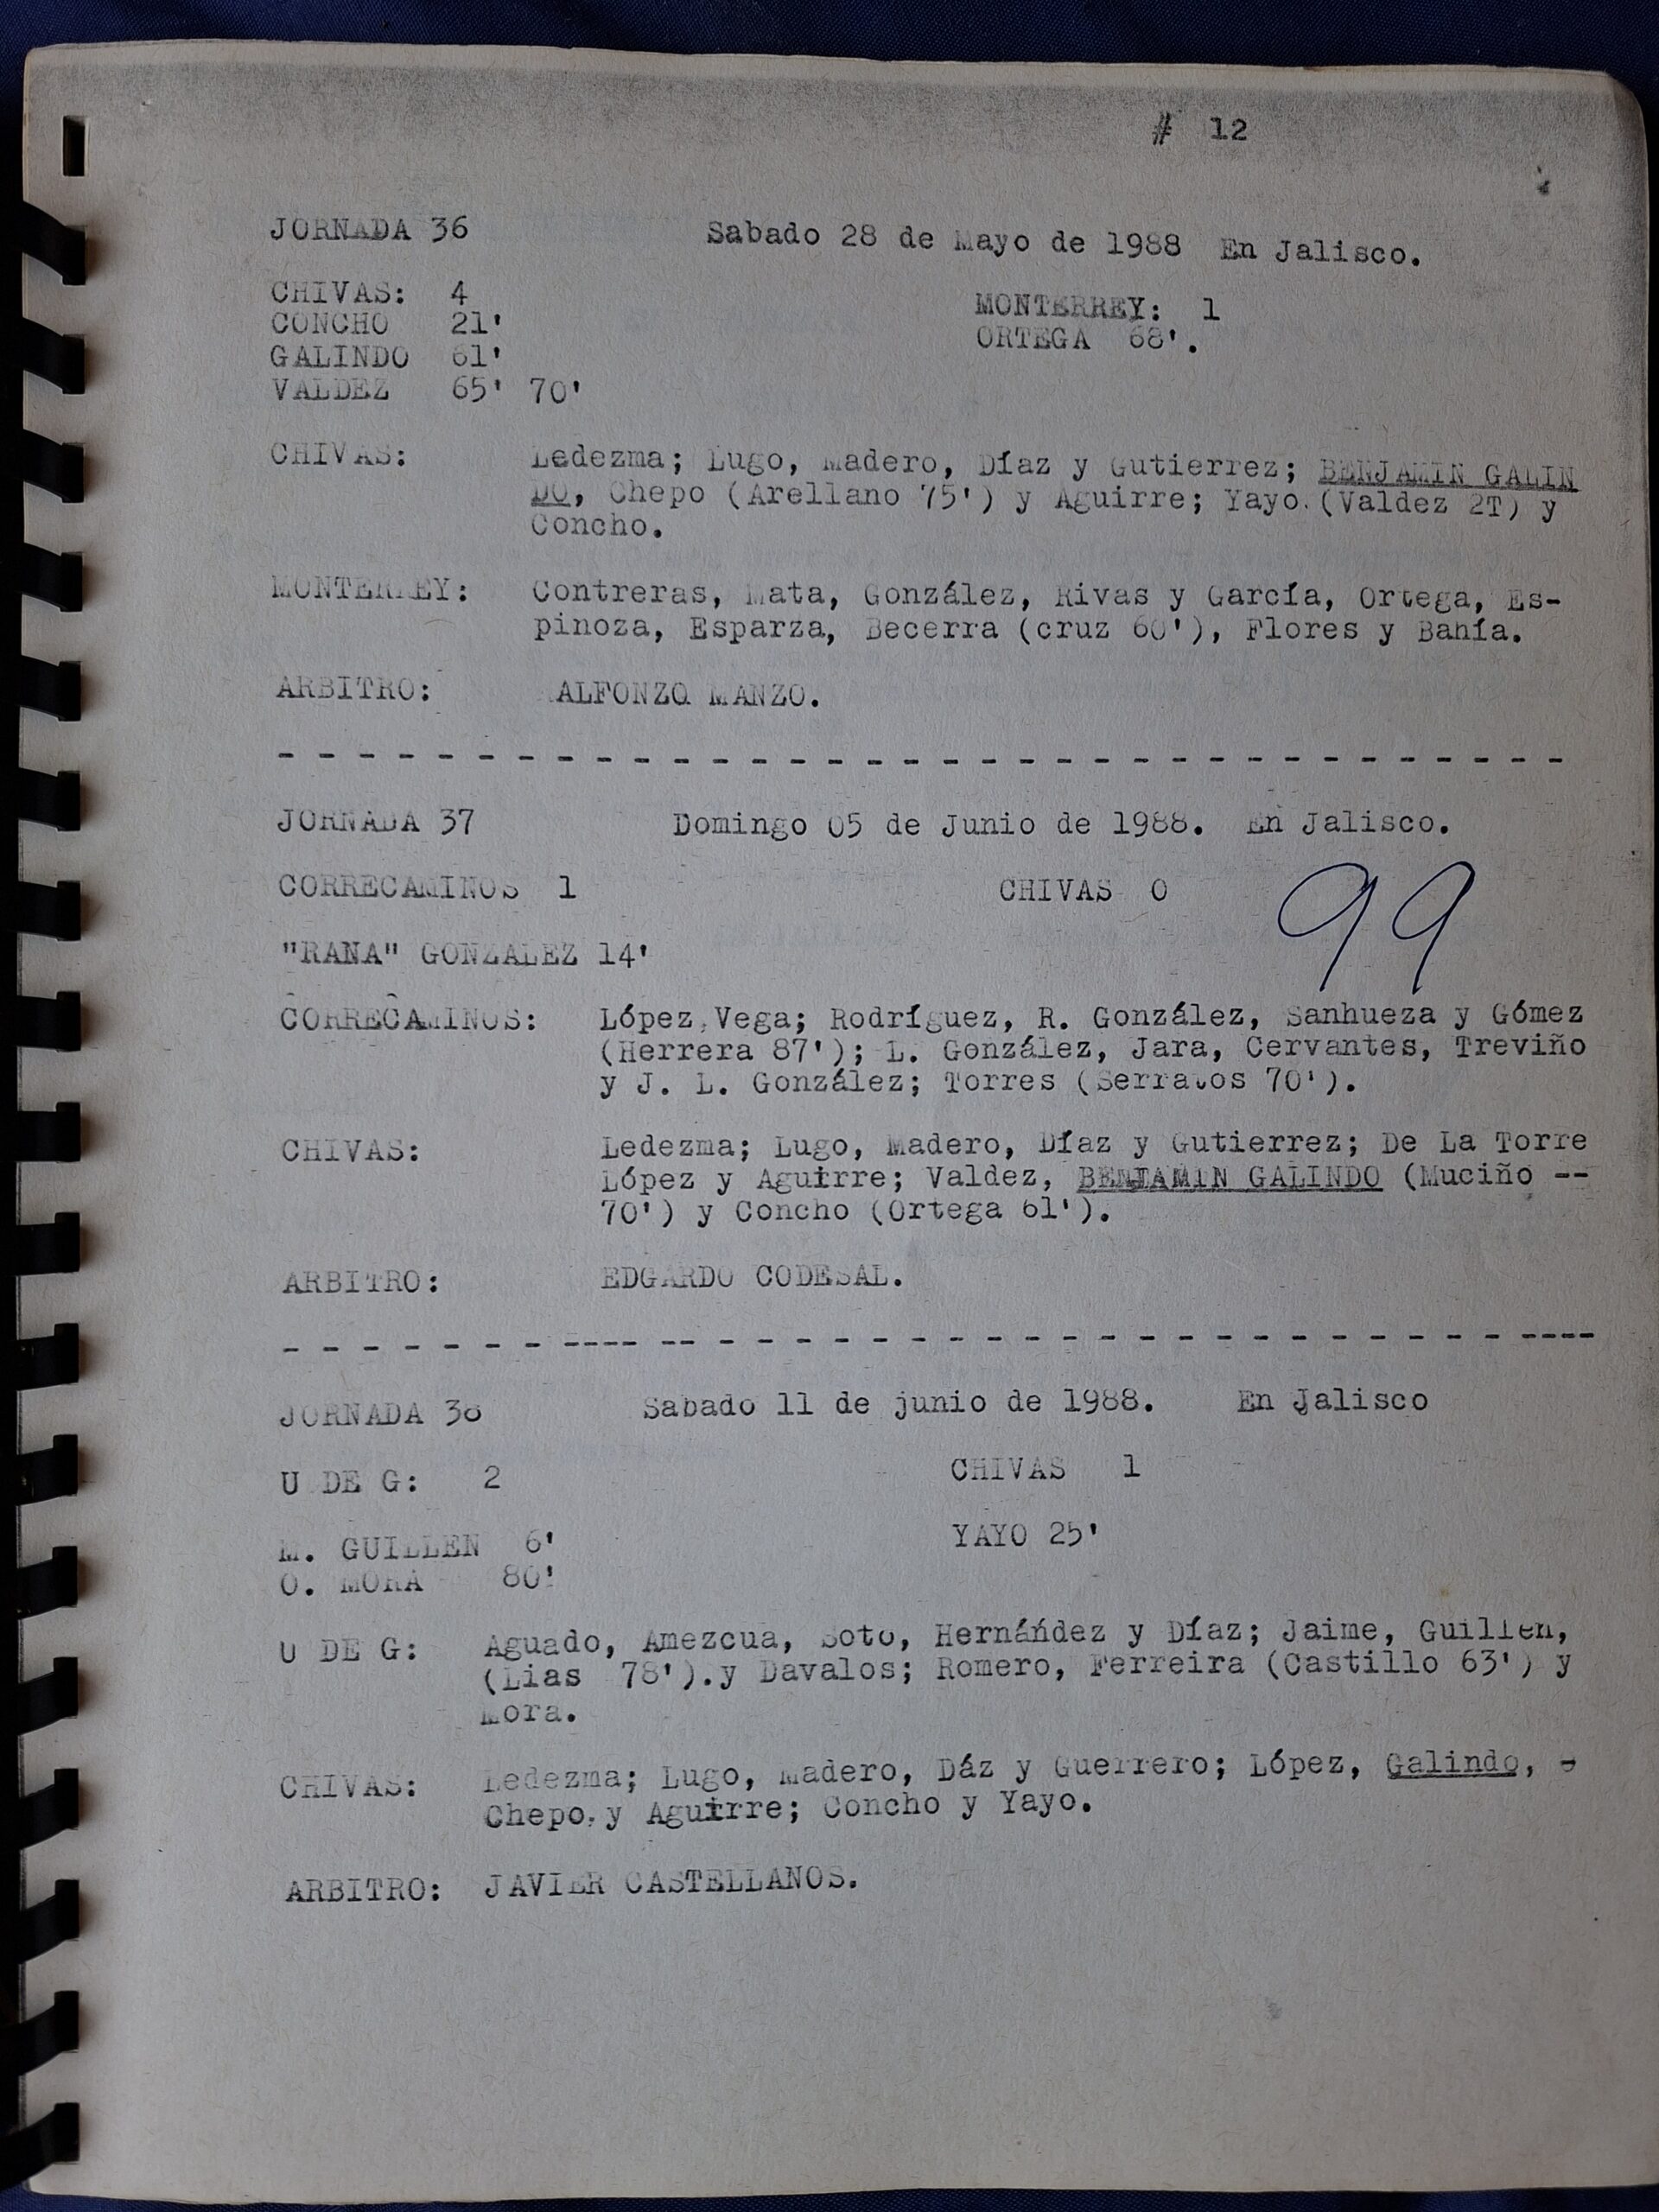 # 12
JORNADA 36 Sabado 28 de Mayo de 1988 En Jalisco.
CHIVAS: 4 MONTERREY: 1
CONCHO 21' ORTEGA 68'.
GALINDO 61'
VALDEZ 65' 70'
CHIVAS: Ledezma; Lugo, Madero, Díaz y Gutierrez; BENJAMIN GALIN
DO, Chepo (Arellano 75') y Aguirre; Yayo.(Valdez 2T) y
Concho.
MONTERREY: Contreras, Mata, González, Rivas y García, Ortega, Es-
pinoza, Esparza, Becerra (cruz 60'), Flores y Bahía.
ARBITRO: ALFONZO MANZO.
- - - - - - - - - - - - - - - - - - - - - - - - - - - - - - - - -
JORNADA 37 Domingo 05 de Junio de 1988. En Jalisco.
CORRECAMINOS 1 CHIVAS 0 99
"RANA" GONZALEZ 14'
CORRECAMINOS: López,Vega; Rodríguez, R. González, Sanhueza y Gómez
(Herrera 87'); L. González, Jara, Cervantes, Treviño
y J. L. González; Torres (Serratos 70').
CHIVAS: Ledezma; Lugo, Madero, Díaz y Gutierrez; De La Torre
López y Aguirre; Valdez, BENJAMIN GALINDO (Muciño --
70') y Concho (Ortega 61').
ARBITRO: EDGARDO CODESAL.
- - - - - - - ---- -- - - - - - - - - - - - - - - - - - - - ----
JORNADA 38 Sabado 11 de junio de 1988. En Jalisco
U DE G: 2 CHIVAS 1
M. GUILLEN 6' YAYO 25'
O. MORA 80'
U DE G: Aguado, Amezcua, Soto, Hernáńdez y Díaz; Jaime, Guillen,
(Lias 78').y Davalos; Romero, Ferreira (Castillo 63') y
Mora.
CHIVAS: Ledezma; Lugo, Madero, Dáz y Guerrero; López, Galindo, -
Chepo.y Aguirre; Concho y Yayo.
ARBITRO: JAVIER CASTELLANOS.